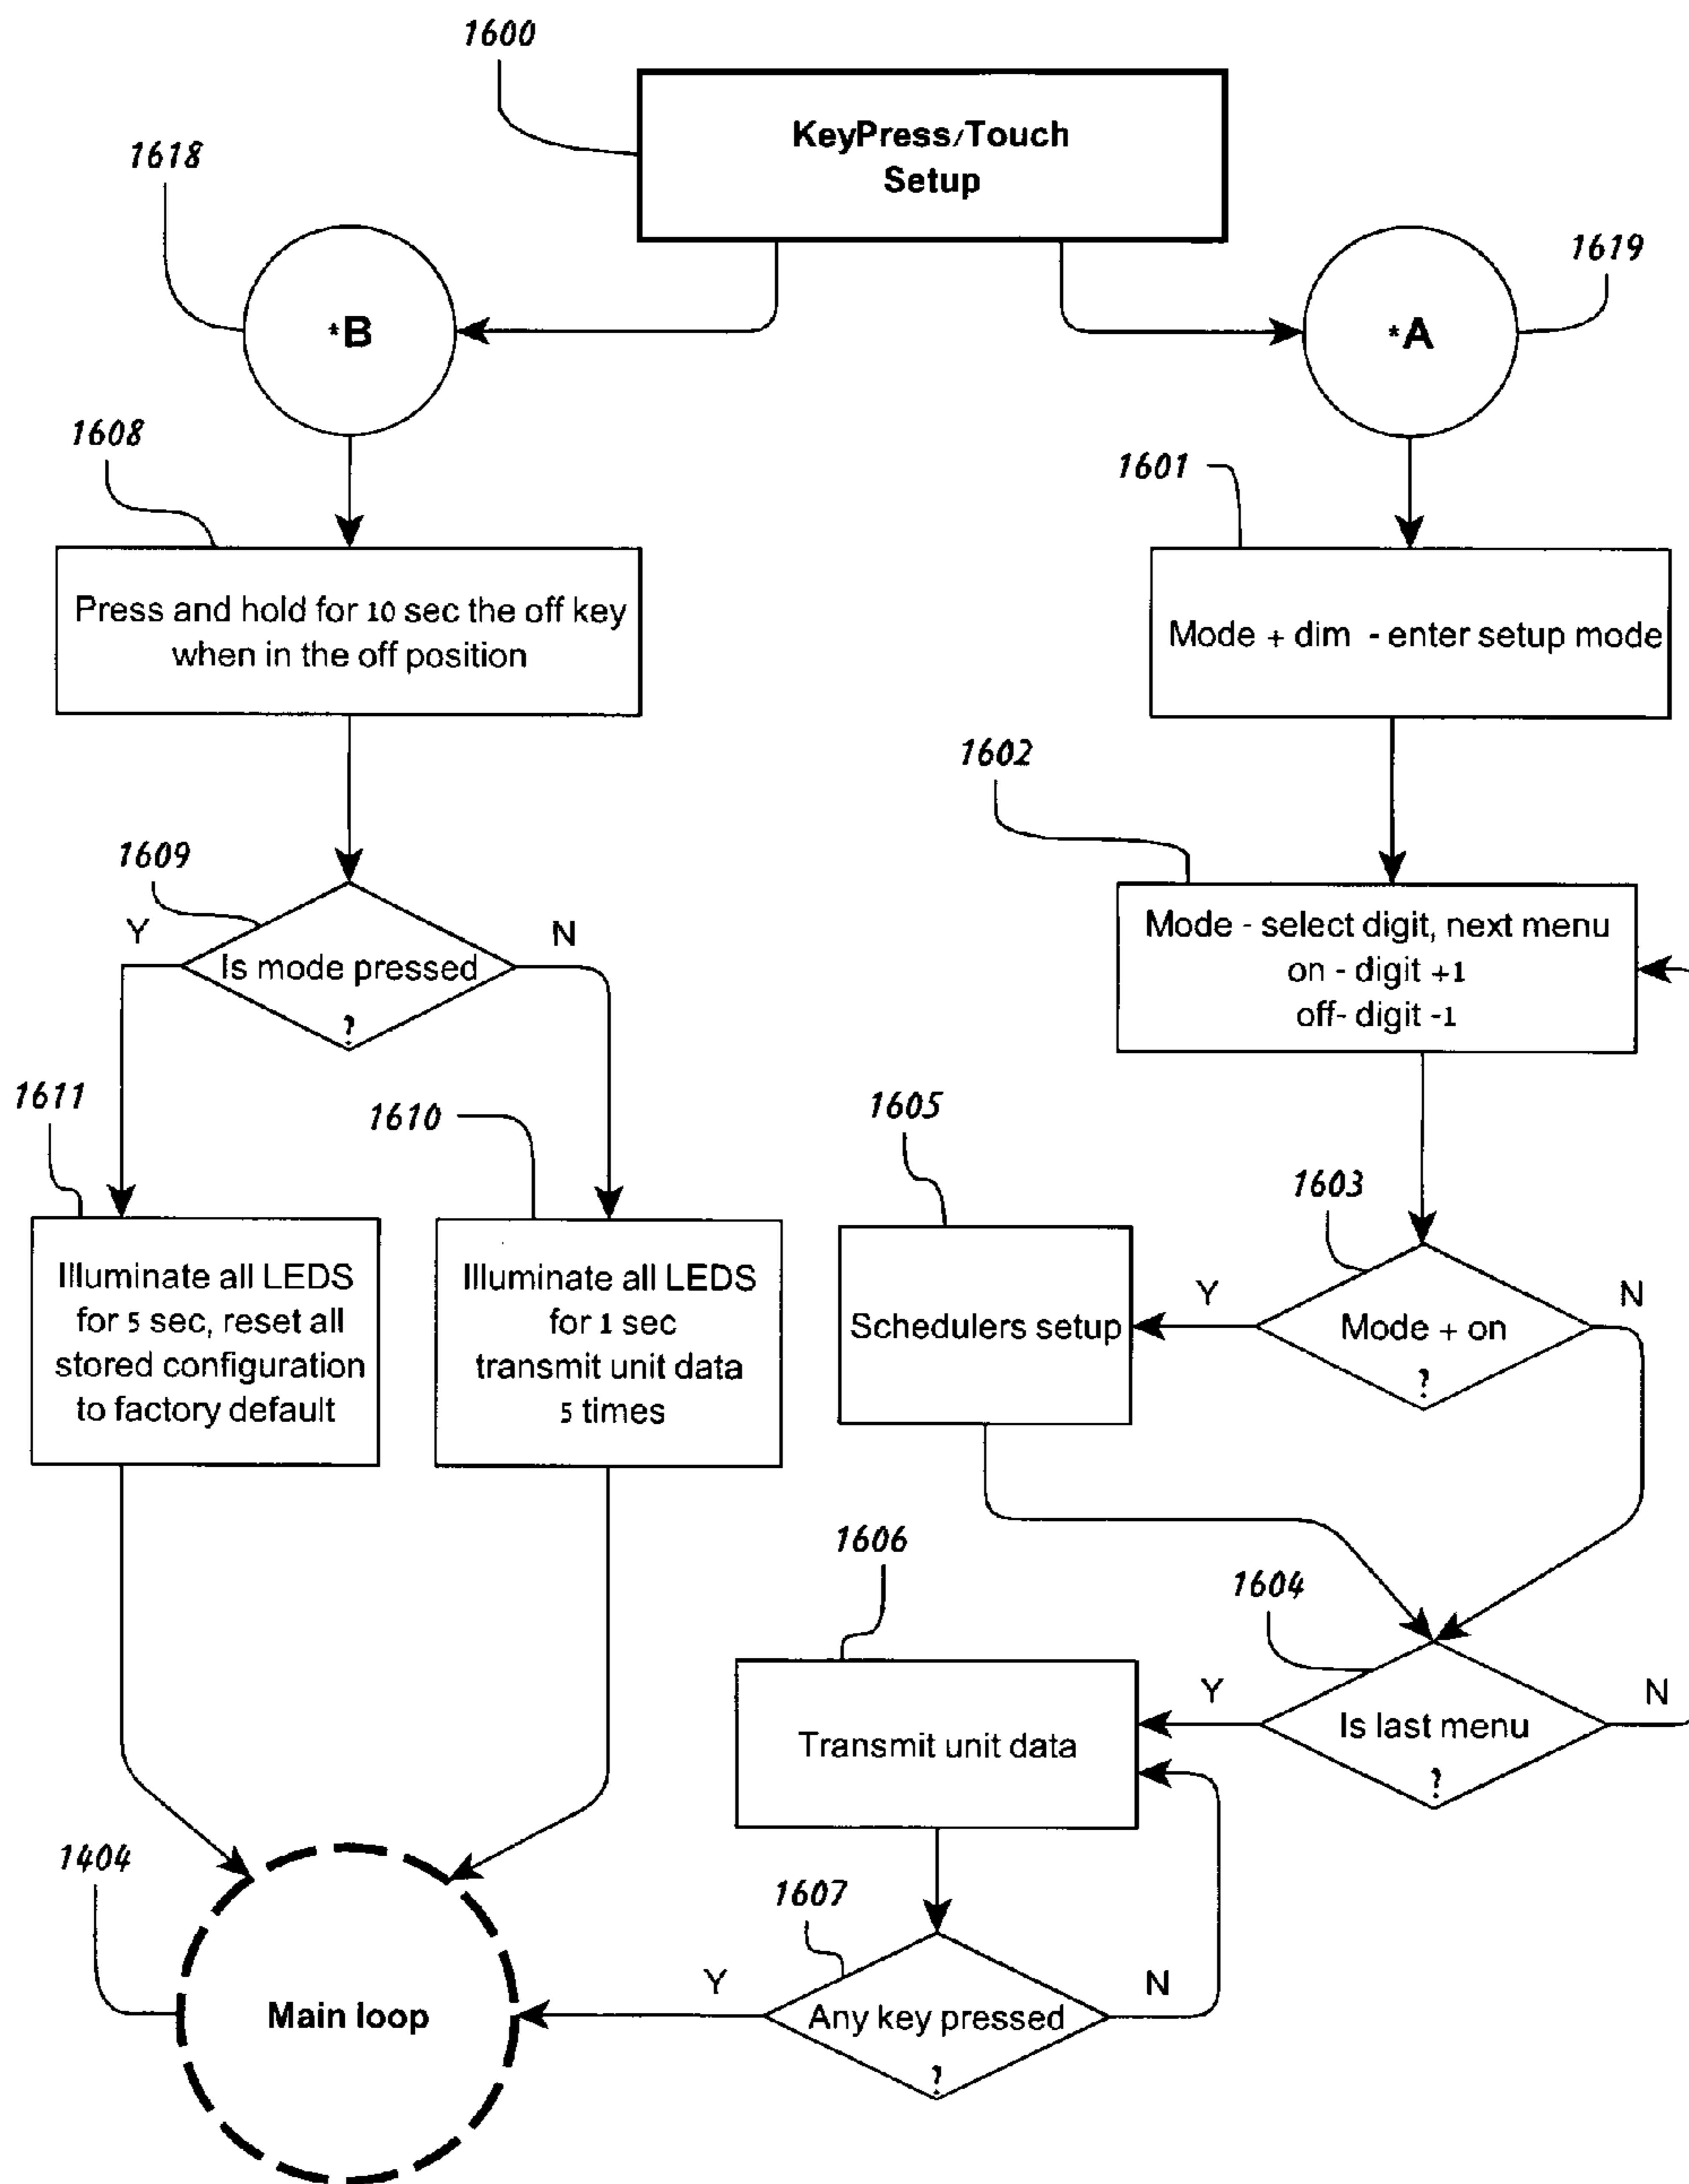 1600
KeyPress/Touch
Setup
1618
*B
1619
*A
1608
Press and hold for 10 sec the off key
when in the off position
1601
Mode + dim - enter setup mode
1602
Mode - select digit, next menu
on - digit +1
off- digit -1
1609
Y
N
Is mode pressed
?
1611
Illuminate all LEDS
for 5 sec, reset all
stored configuration
to factory default
1610
Illuminate all LEDS
for 1 sec
transmit unit data
5 times
1605
Schedulers setup
1603
Y
N
Mode + on
?
1606
Transmit unit data
1604
Y
N
Is last menu
?
1404
Main loop
1607
Y
N
Any key pressed
?